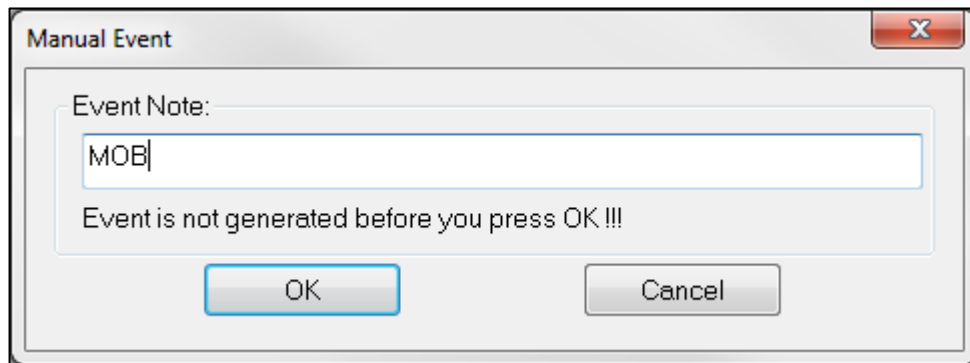 Manual Event
Event Note:
MOB
Event is not generated before you press OK !!!
OK Cancel